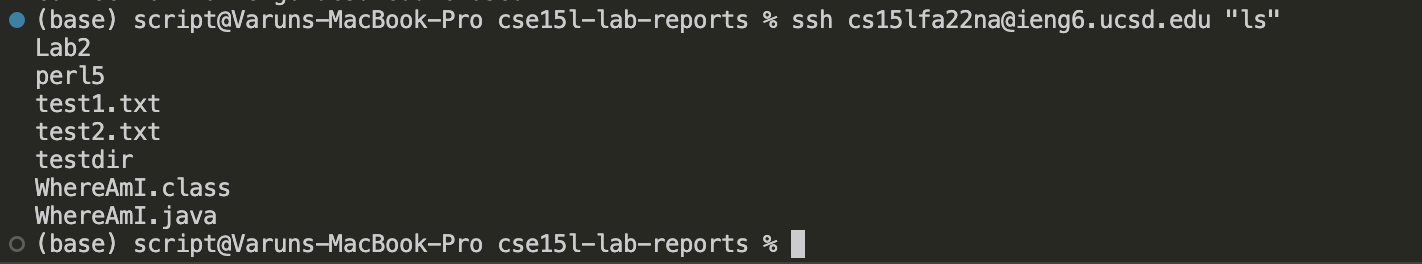 (base) script@Varuns-MacBook-Pro cse15l-lab-reports % ssh cs15lfa22na@ieng6.ucsd.edu "ls"
Lab2
perl5
test1.txt
test2.txt
testdir
WhereAmI.class
WhereAmI.java
(base) script@Varuns-MacBook-Pro cse15l-lab-reports %